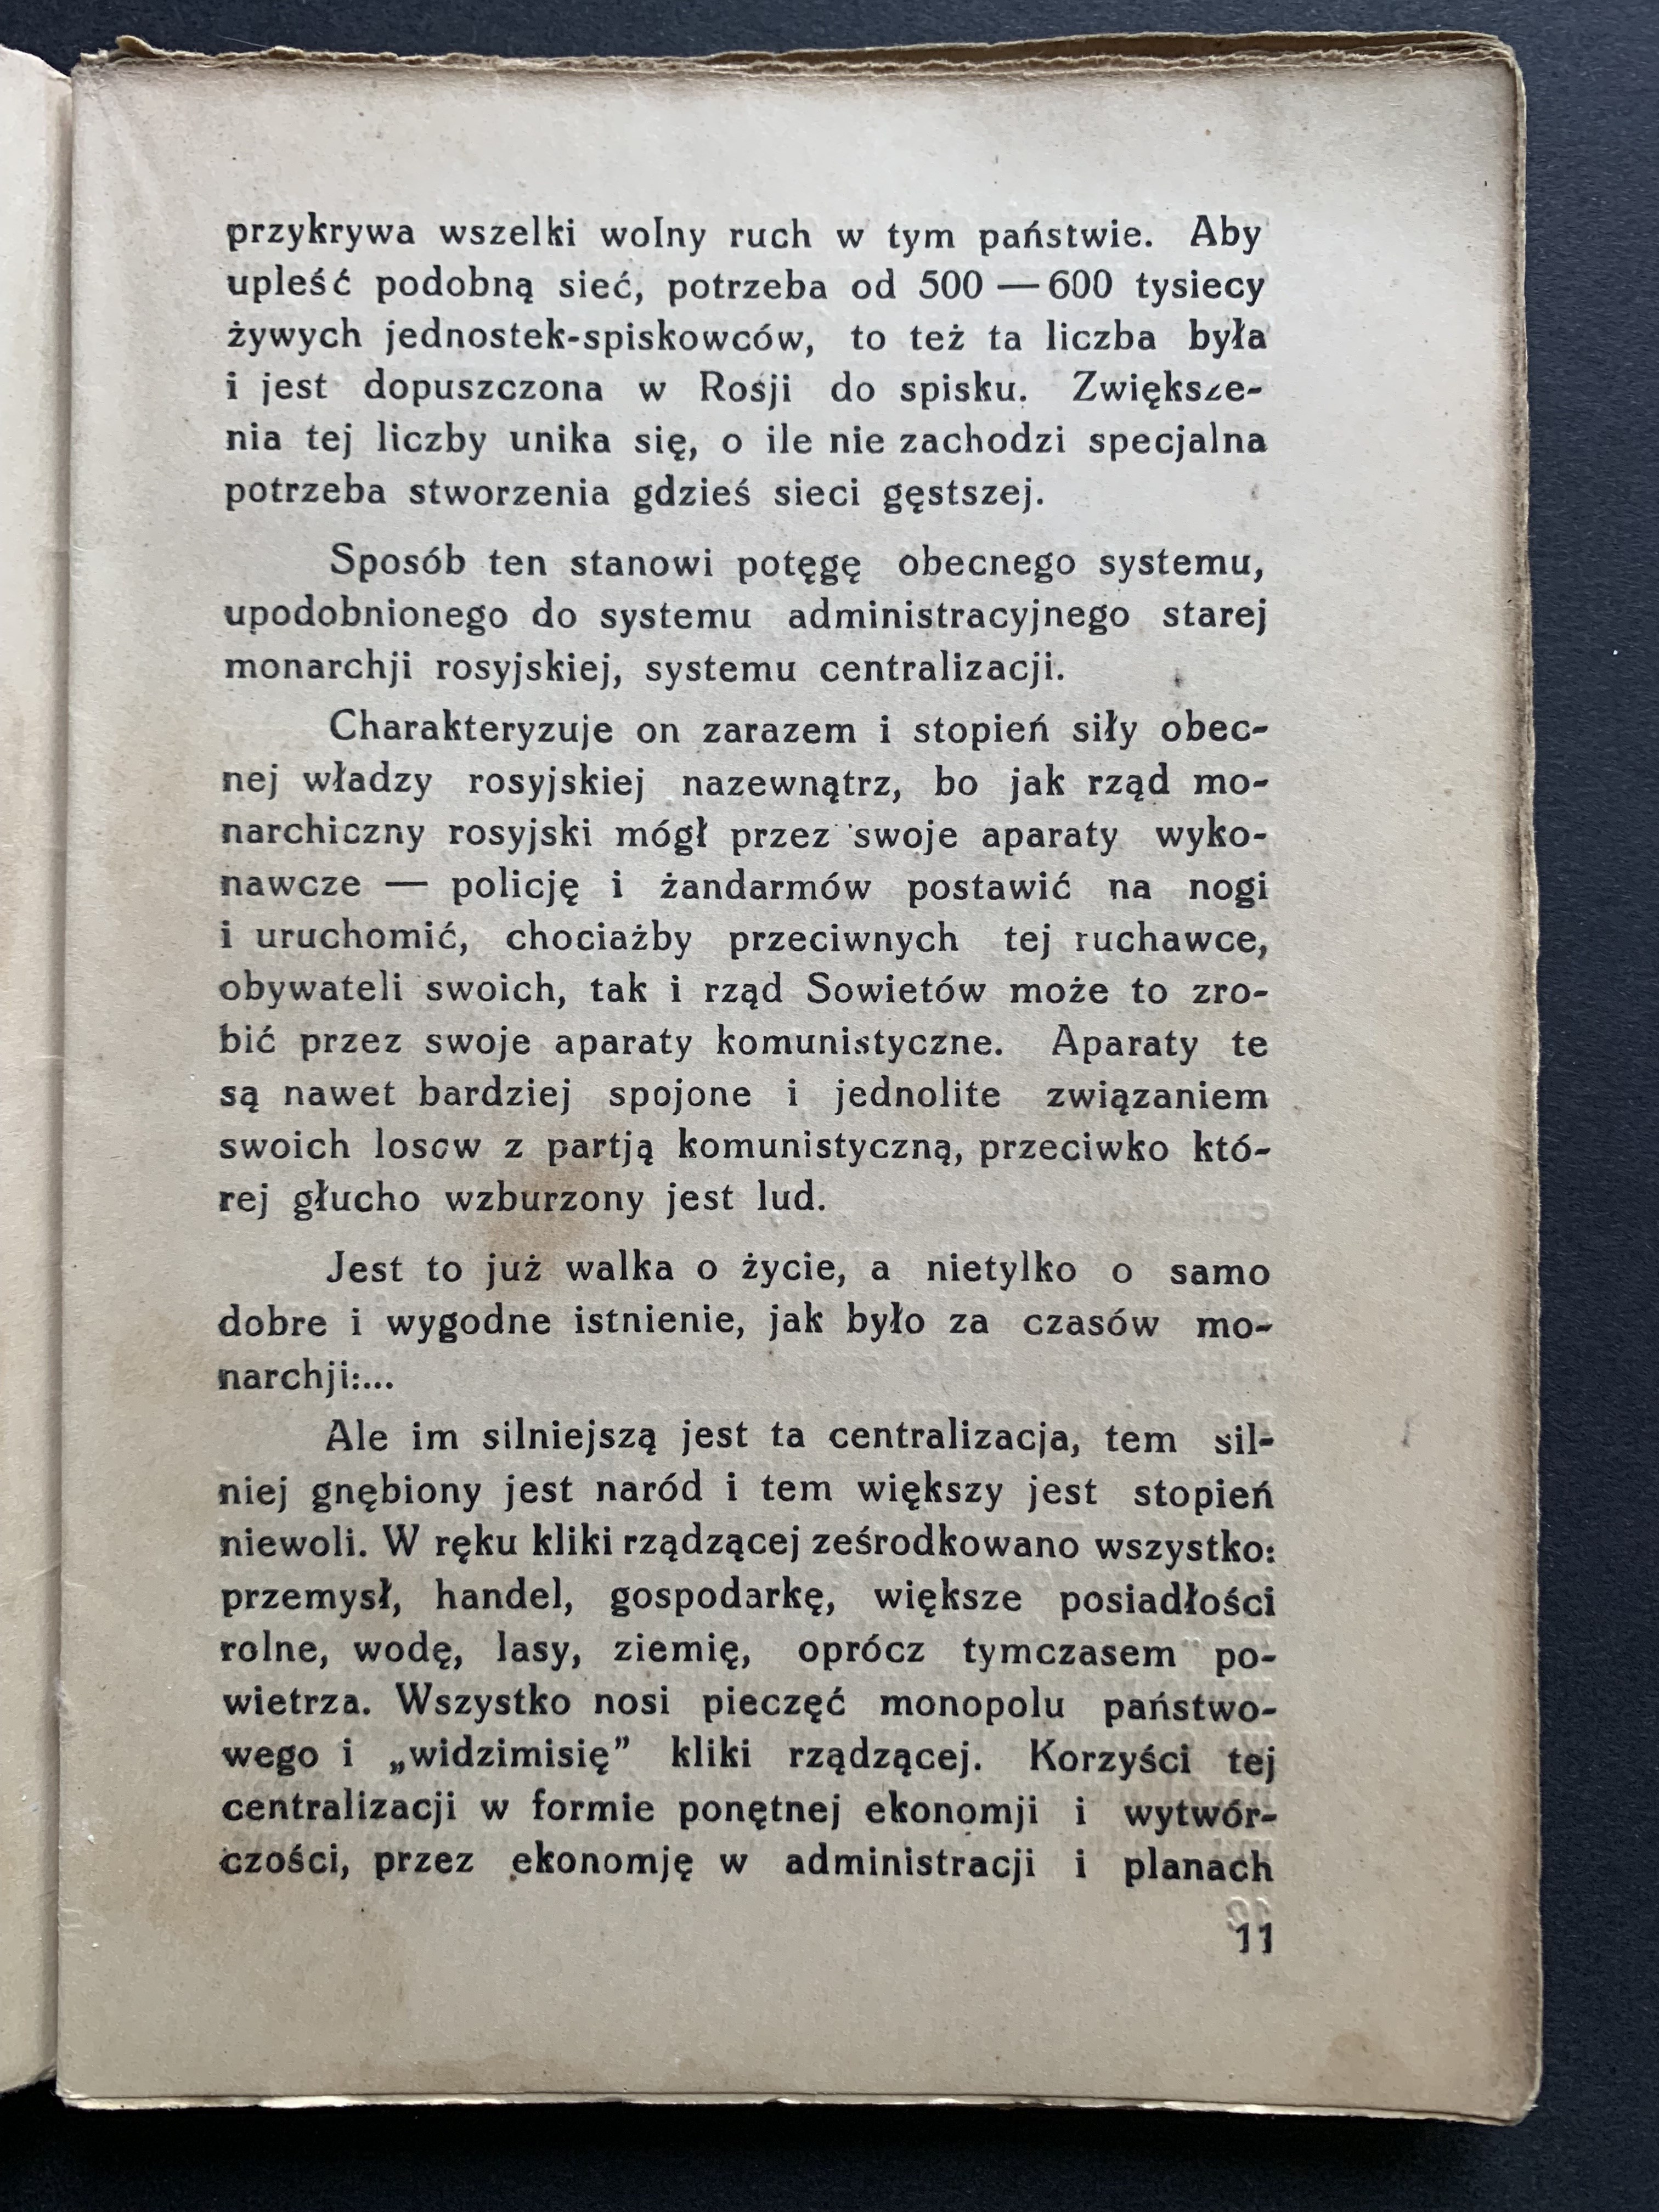 przykrywa wszelki wolny ruch w tym państwie. Aby
upleść podobną sieć, potrzeba od 500 — 600 tysiecy
żywych jednostek-spiskowców, to też ta liczba była
i jest dopuszczona w Rosji do spisku. Zwiększe-
nia tej liczby unika się, o ile nie zachodzi specjalna
potrzeba stworzenia gdzieś sieci gęstszej.
Sposób ten stanowi potęgę obecnego systemu,
upodobnionego do systemu administracyjnego starej
monarchji rosyjskiej, systemu centralizacji.
Charakteryzuje on zarazem i stopień siły obec-
nej władzy rosyjskiej nazewnątrz, bo jak rząd mo-
narchiczny rosyjski mógł przez swoje aparaty wyko-
nawcze — policję i żandarmów postawić na nogi
i uruchomić, chociażby przeciwnych tej ruchawce,
obywateli swoich, tak i rząd Sowietów może to zro-
bić przez swoje aparaty komunistyczne. Aparaty te
są nawet bardziej spojone i jednolite związaniem
swoich losow z partją komunistyczną, przeciwko któ-
rej głucho wzburzony jest lud.
Jest to już walka o życie, a nietylko o samo
dobre i wygodne istnienie, jak było za czasów mo-
narchji:...
Ale im silniejszą jest ta centralizacja, tem sil-
niej gnębiony jest naród i tem większy jest stopień
niewoli. W ręku kliki rządzącej ześrodkowano wszystko:
przemysł, handel, gospodarkę, większe posiadłości
rolne, wodę, lasy, ziemię, oprócz tymczasem po-
wietrza. Wszystko nosi pieczęć monopolu państwo-
wego i „widzimisię” kliki rządzącej. Korzyści tej
centralizacji w formie ponętnej ekonomji i wytwór-
czości, przez ekonomję w administracji i planach
11